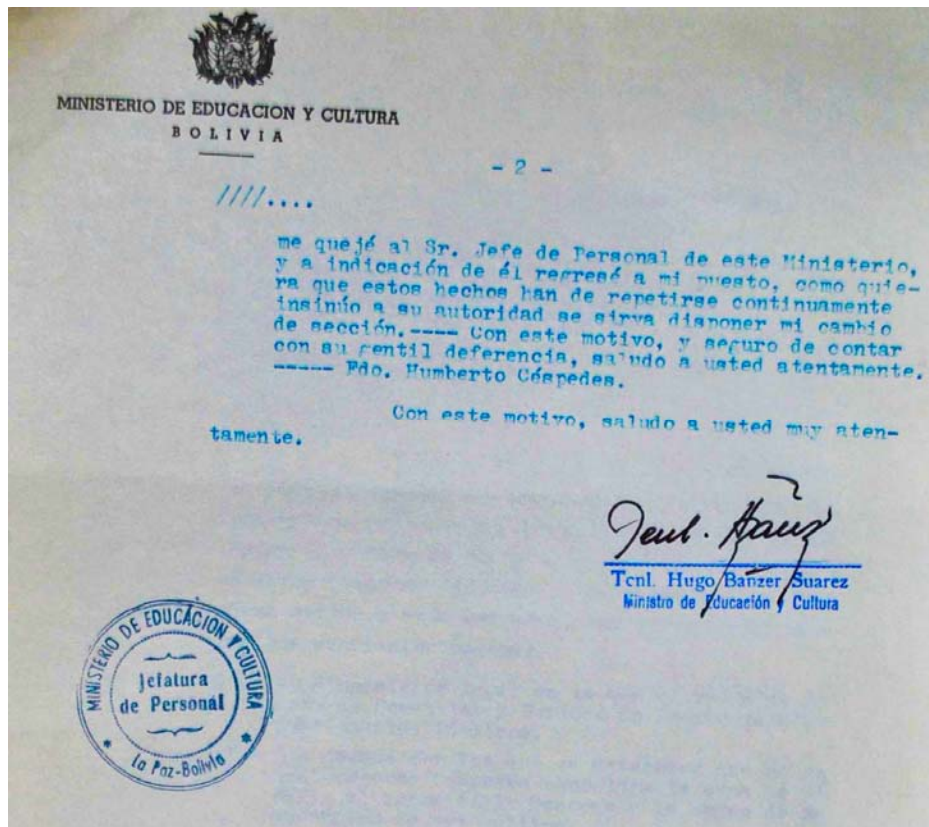 MINISTERIO DE EDUCACION Y CULTURA
BOLIVIA
- 2 -
////....
me quejé al Sr. Jefe de Personal de este Ministerio,
y a indicación de él regresé a mi puesto, como quie-
ra que estos hechos han de repetirse continuamente
insinúo a su autoridad se sirva disponer mi cambio
de sección.---- Con este motivo, y seguro de contar
con su gentil deferencia, saludo a usted atentamente.
----- Fdo. Humberto Céspedes.
Con este motivo, saludo a usted muy aten-
tamente.
Tcnl. Hugo Banzer Suarez
Ministro de Educación y Cultura
MINISTERIO DE EDUCACION Y CULTURA
Jefatura
de Personal
La Paz-Bolivia